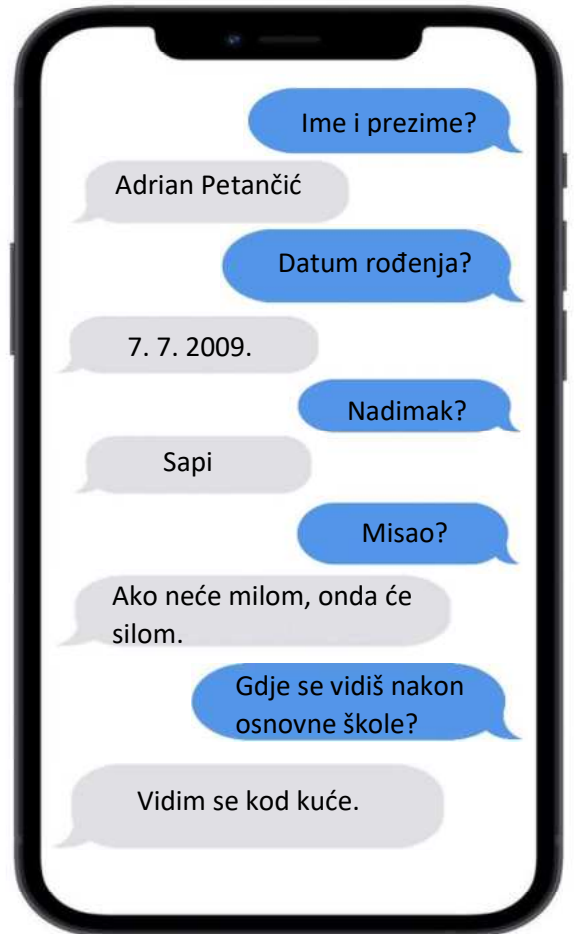 Ime i prezime?
Adrian Petančić
Datum rođenja?
7. 7. 2009.
Nadimak?
Sapi
Misao?
Ako neće milom, onda će
silom.
Gdje se vidiš nakon
osnovne škole?
Vidim se kod kuće.